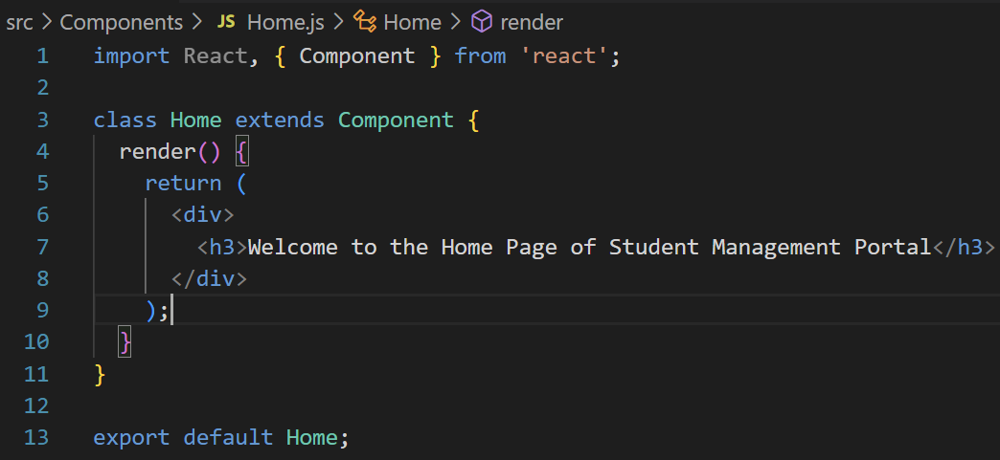 src > Components > JS Home.js > Home > render
1 import React, { Component } from 'react';
2
3 class Home extends Component {
4   render() {
5     return (
6       <div>
7         <h3>Welcome to the Home Page of Student Management Portal</h3>
8       </div>
9     );
10   }
11 }
12
13 export default Home;